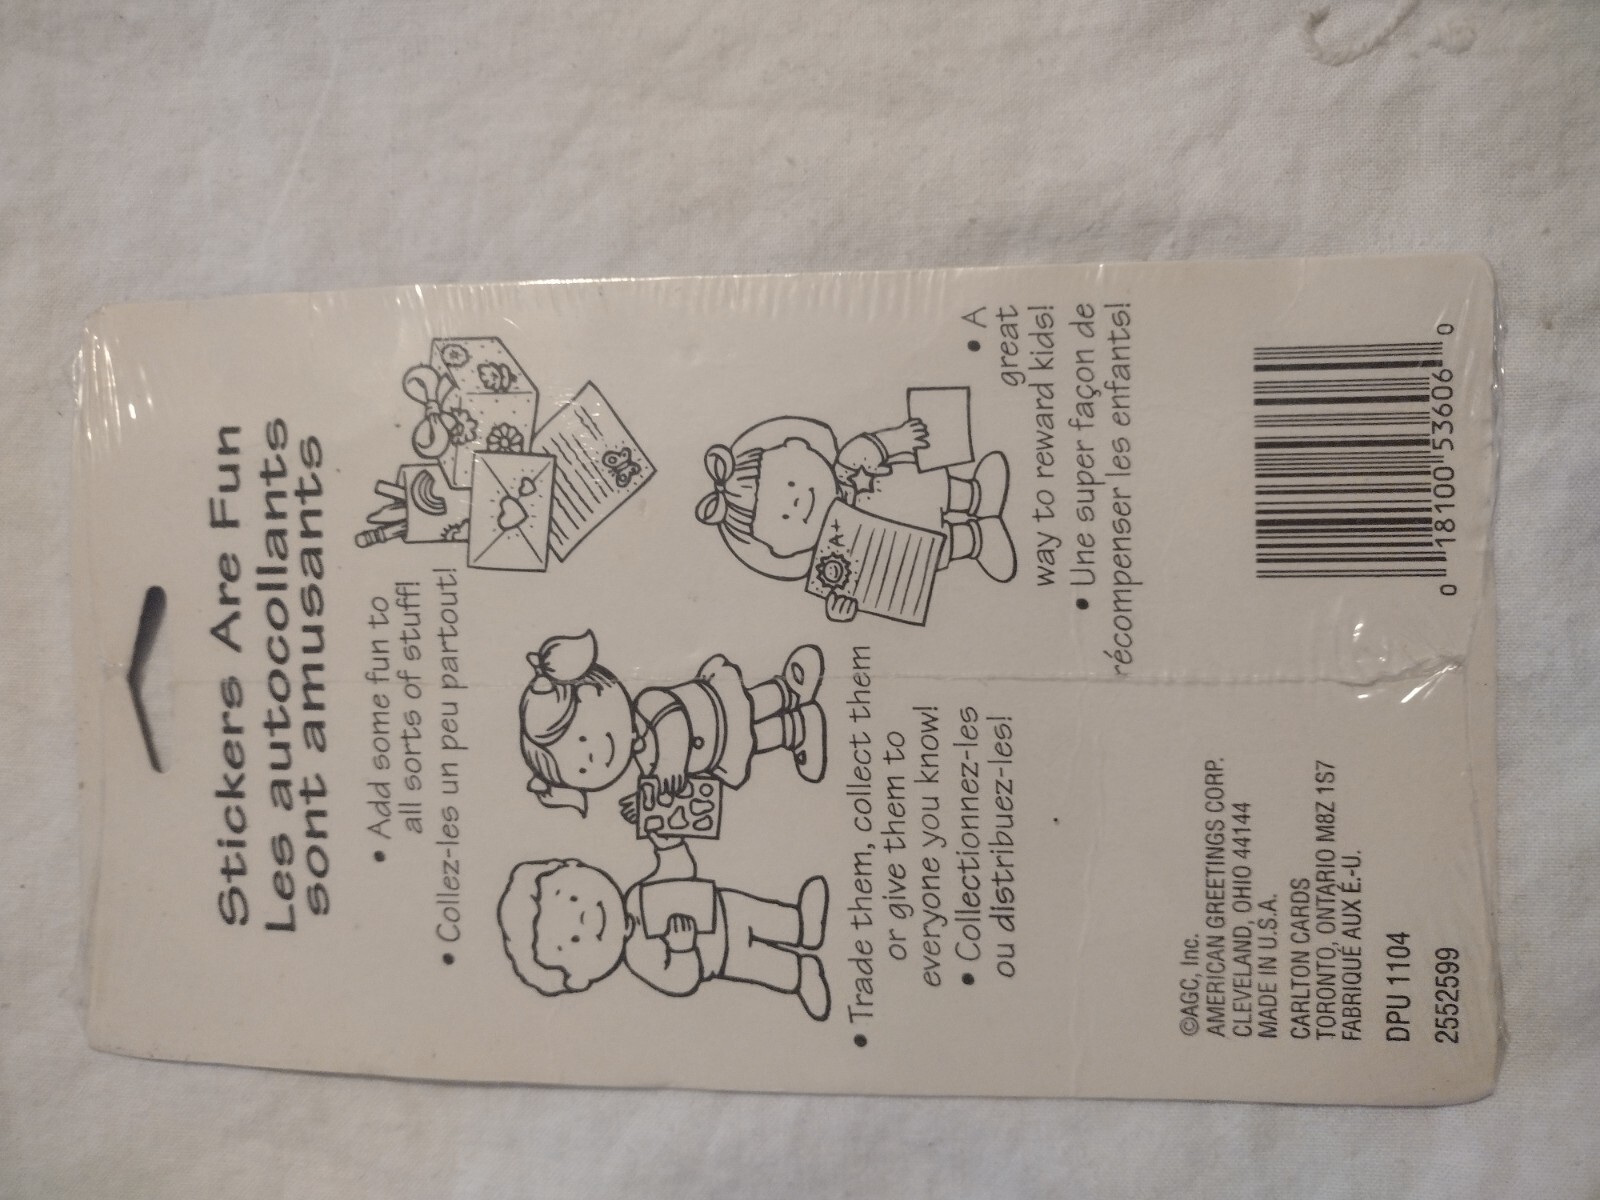 Stickers Are Fun
Les autocollants
sont amusants
• Add some fun to
all sorts of stuff!
• Collez-les un peu partout!
• Trade them, collect them
or give them to
everyone you know!
• Collectionnez-les
ou distribuez-les!
A+
• A
great
way to reward kids!
• Une super façon de
récompenser les enfants!
©AGC, Inc.
AMERICAN GREETINGS CORP.
CLEVELAND, OHIO 44144
MADE IN U.S.A.
CARLTON CARDS
TORONTO, ONTARIO M8Z 1S7
FABRIQUÉ AUX É.-U.
DPU 1104
2552599
0 18100 53606 0